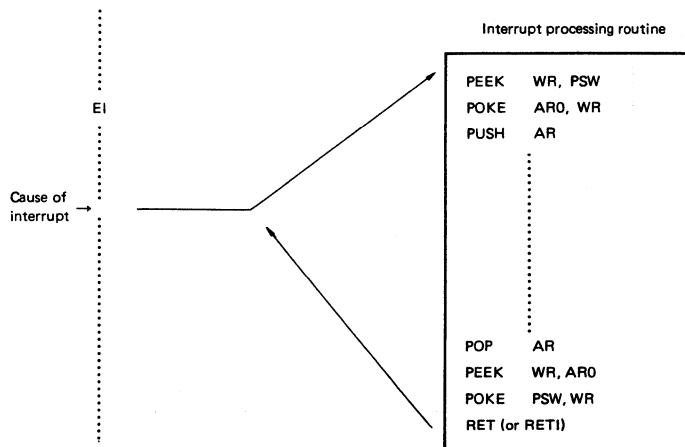 Interrupt processing routine
PEEK WR, PSW
POKE AR0, WR
PUSH AR
EI
Cause of
interrupt →
POP AR
PEEK WR, AR0
POKE PSW, WR
RET (or RETI)